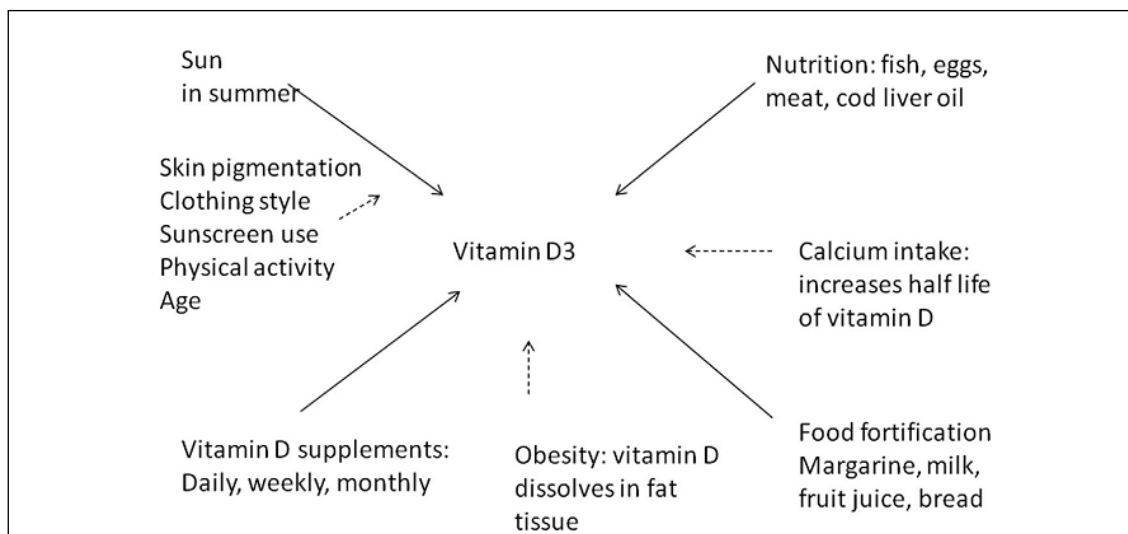 Sun
in summer
Nutrition: fish, eggs,
meat, cod liver oil
Skin pigmentation
Clothing style
Sunscreen use
Physical activity
Age
Vitamin D3
Calcium intake:
increases half life
of vitamin D
Vitamin D supplements:
Daily, weekly, monthly
Obesity: vitamin D
dissolves in fat
tissue
Food fortification
Margarine, milk,
fruit juice, bread